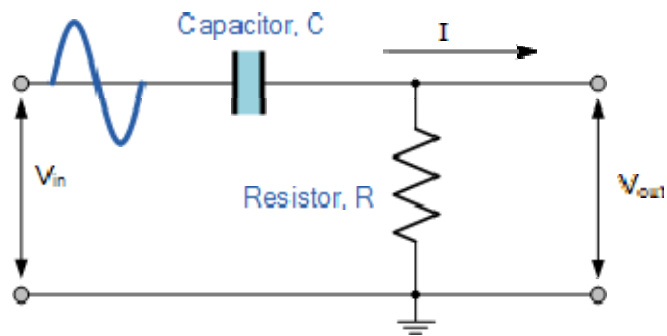 Capacitor, C
I
Vin
Resistor, R
Vout